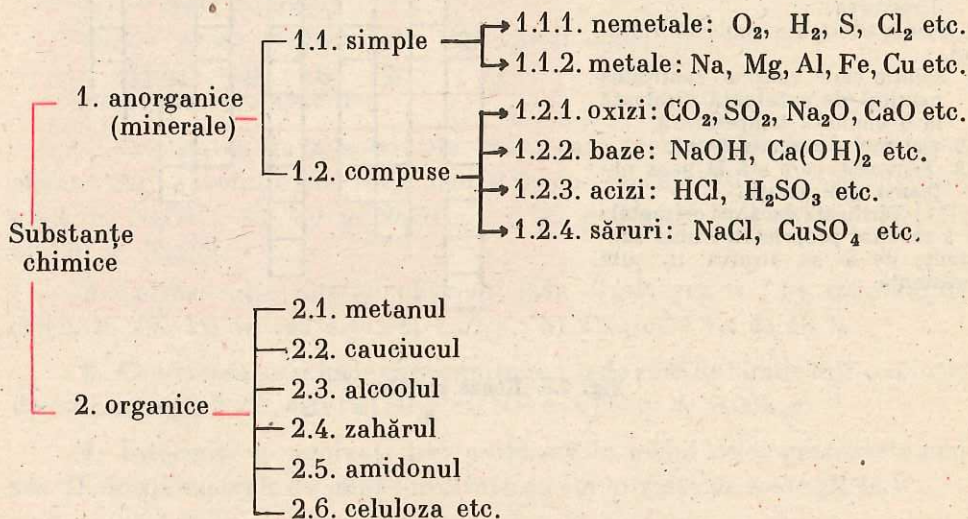 1.1.1. nemetale: O₂, H₂, S, Cl₂ etc.
1.1. simple
1.1.2. metale: Na, Mg, Al, Fe, Cu etc.
1. anorganice
(minerale)
1.2.1. oxizi: CO₂, SO₂, Na₂O, CaO etc.
1.2.2. baze: NaOH, Ca(OH)₂ etc.
1.2. compuse
1.2.3. acizi: HCl, H₂SO₃ etc.
1.2.4. săruri: NaCl, CuSO₄ etc.
Substanțe
chimice
2.1. metanul
2.2. cauciucul
2.3. alcoolul
2. organice
2.4. zahărul
2.5. amidonul
2.6. celuloza etc.